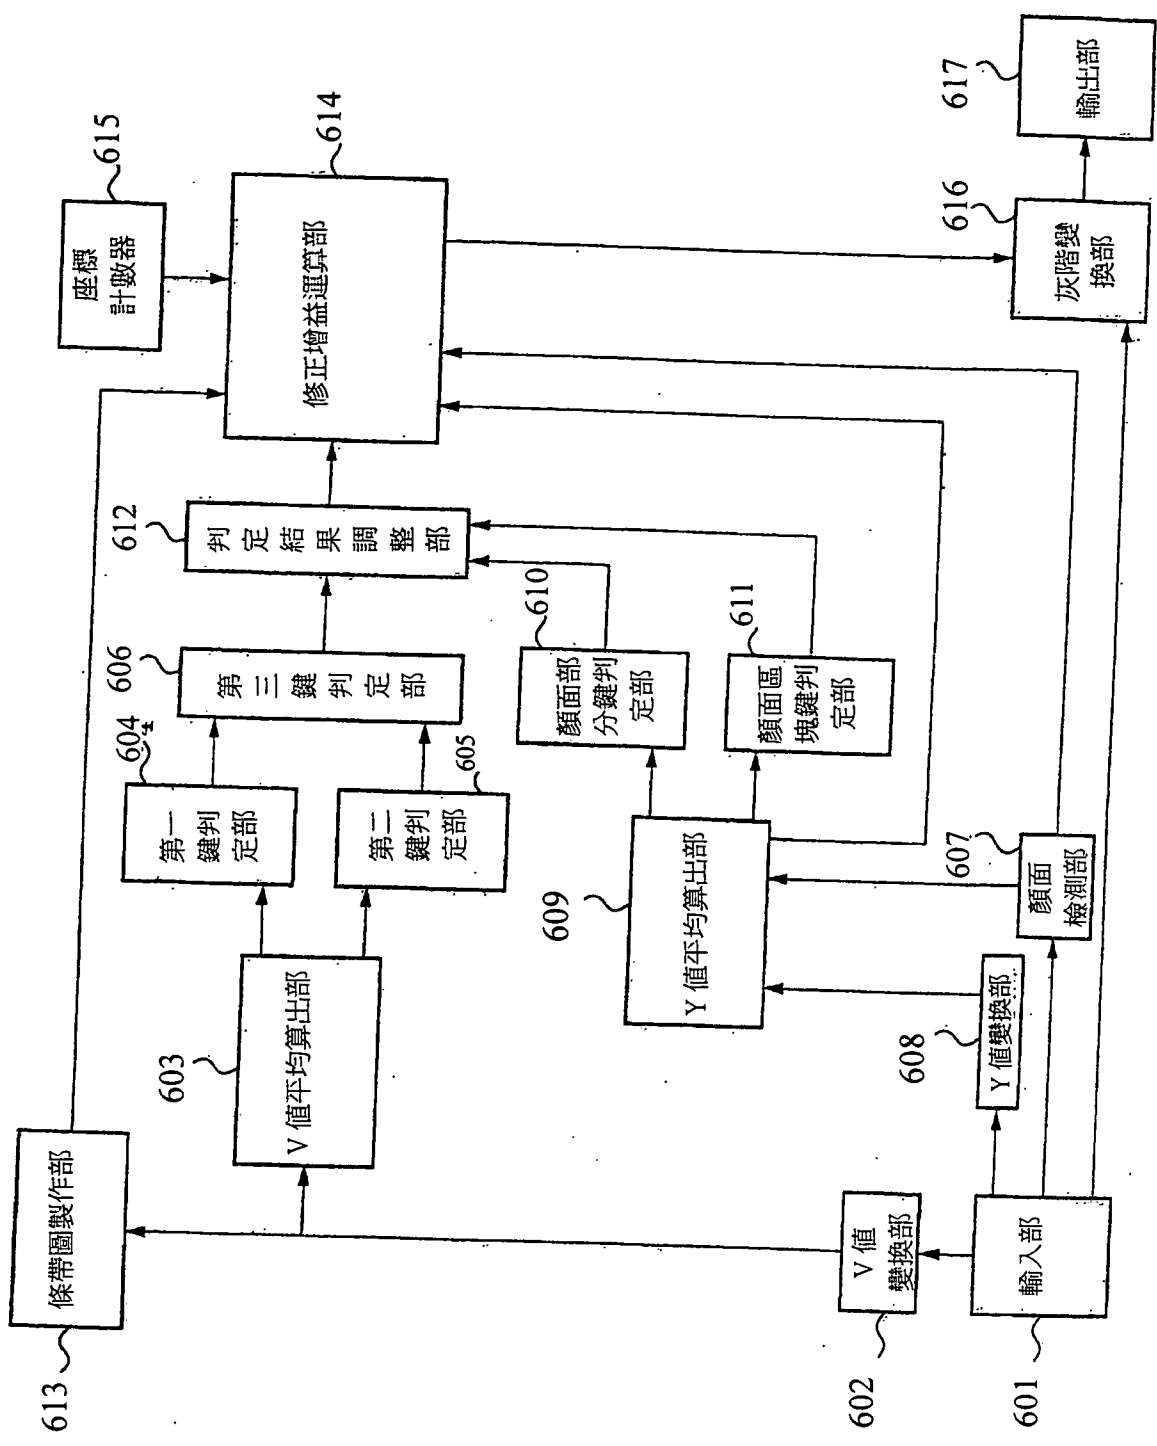 613
條帶圖製作部
615
座標
計數器
604
第一
鍵判
定部
603
V 值平均算出部
605
第二
鍵判
定部
606
第三鍵判定部
612
判定結果調整部
614
修正增益運算部
602
V 值
變換部
609
Y 值平均算出部
610
顏面部
分鍵判
定部
611
顏面區
塊鍵判
定部
601
輸入部
608
Y 值變換部
607
顏面
檢測部
616
灰階變
換部
617
輸出部